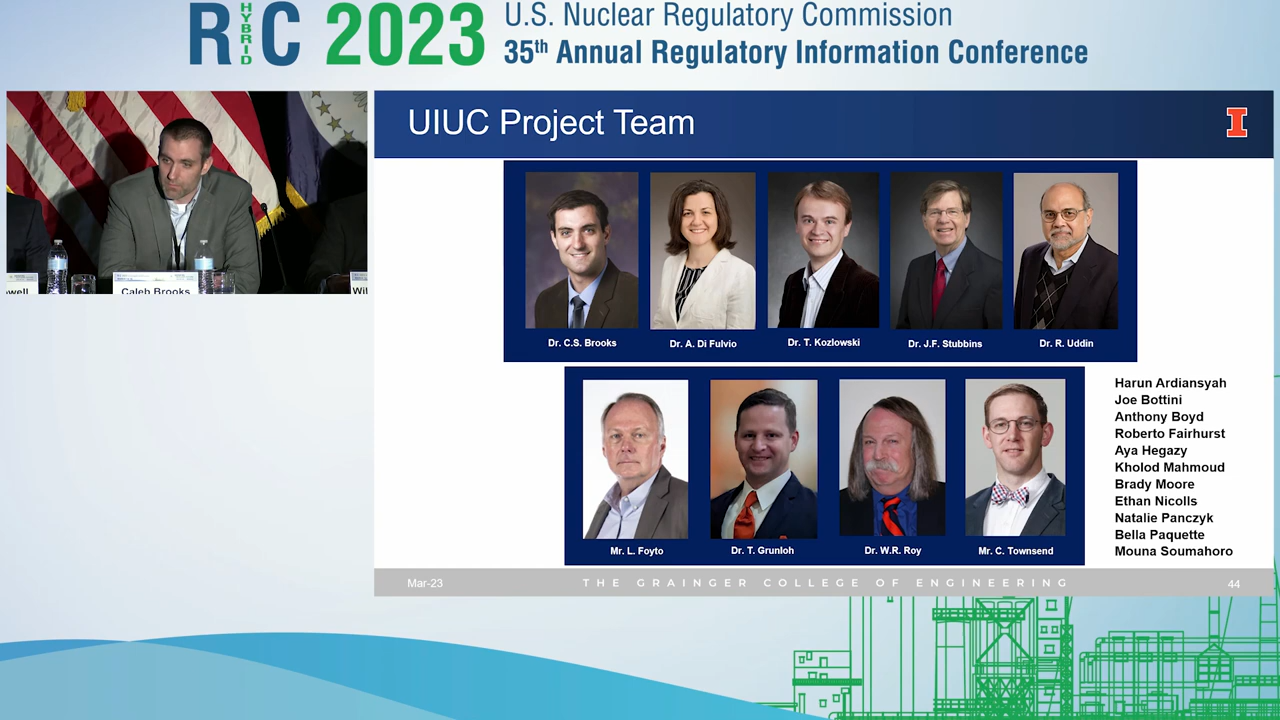 RIC 2023
HYBRID
U.S. Nuclear Regulatory Commission
35th Annual Regulatory Information Conference
UIUC Project Team
I
Dr. C.S. Brooks
Dr. A. Di Fulvio
Dr. T. Kozlowski
Dr. J.F. Stubbins
Dr. R. Uddin
Mr. L. Foyto
Dr. T. Grunloh
Dr. W.R. Roy
Mr. C. Townsend
Harun Ardiansyah
Joe Bottini
Anthony Boyd
Roberto Fairhurst
Aya Hegazy
Kholod Mahmoud
Brady Moore
Ethan Nicolls
Natalie Panczyk
Bella Paquette
Mouna Soumahoro
Mar-23
THE GRAINGER COLLEGE OF ENGINEERING
44
Caleb Brooks